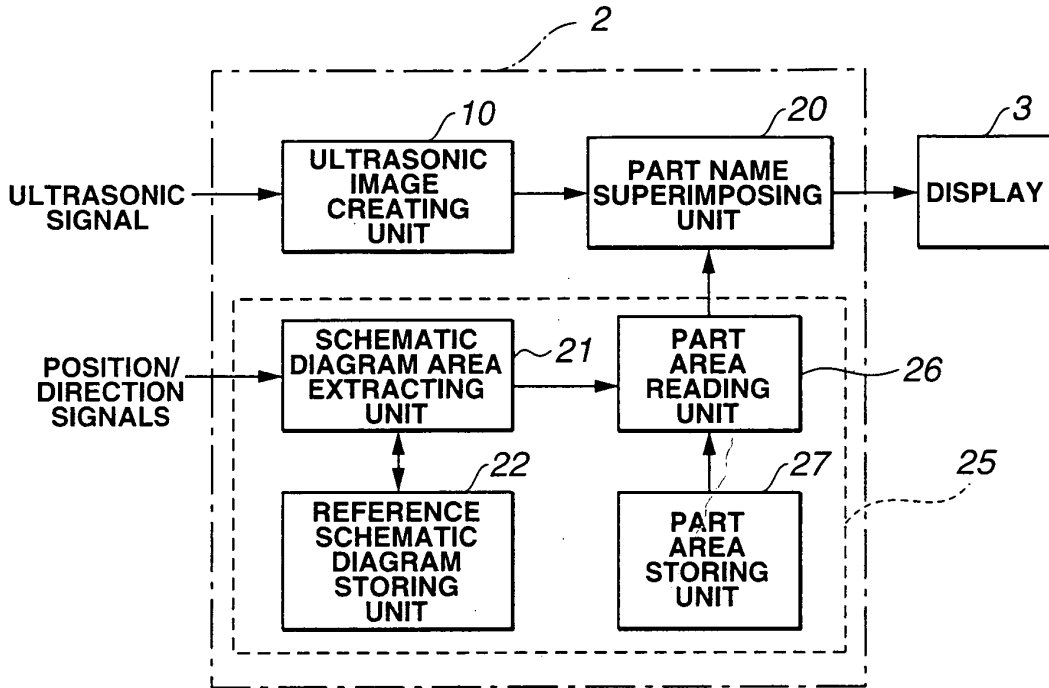 2
10
20
3
ULTRASONIC
SIGNAL
ULTRASONIC
IMAGE
CREATING
UNIT
PART NAME
SUPERIMPOSING
UNIT
DISPLAY
POSITION/
DIRECTION
SIGNALS
SCHEMATIC
DIAGRAM AREA
EXTRACTING
UNIT
21
PART
AREA
READING
UNIT
26
22
27
25
REFERENCE
SCHEMATIC
DIAGRAM
STORING
UNIT
PART
AREA
STORING
UNIT